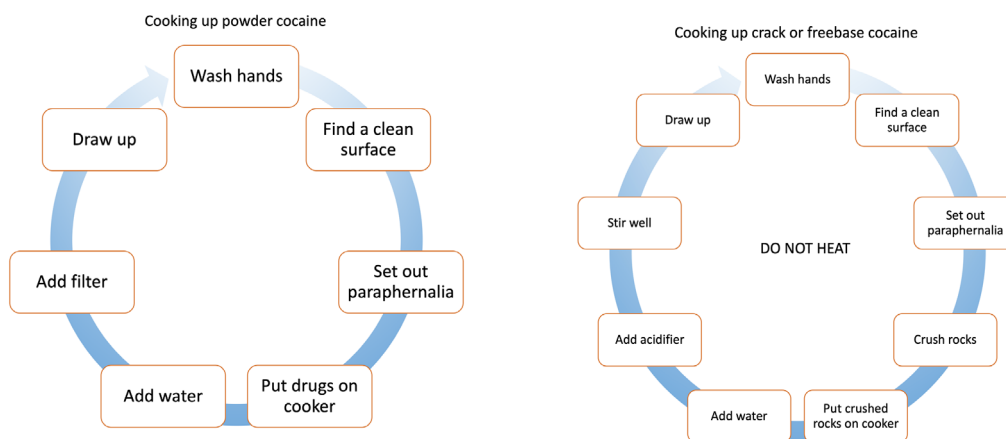 Cooking up powder cocaine
Wash hands
Find a clean
surface
Set out
paraphernalia
Put drugs on
cooker
Add water
Add filter
Draw up
Cooking up crack or freebase cocaine
Wash hands
Find a clean
surface
Set out
paraphernalia
Crush rocks
Put crushed
rocks on cooker
Add water
Add acidifier
Stir well
Draw up
DO NOT HEAT